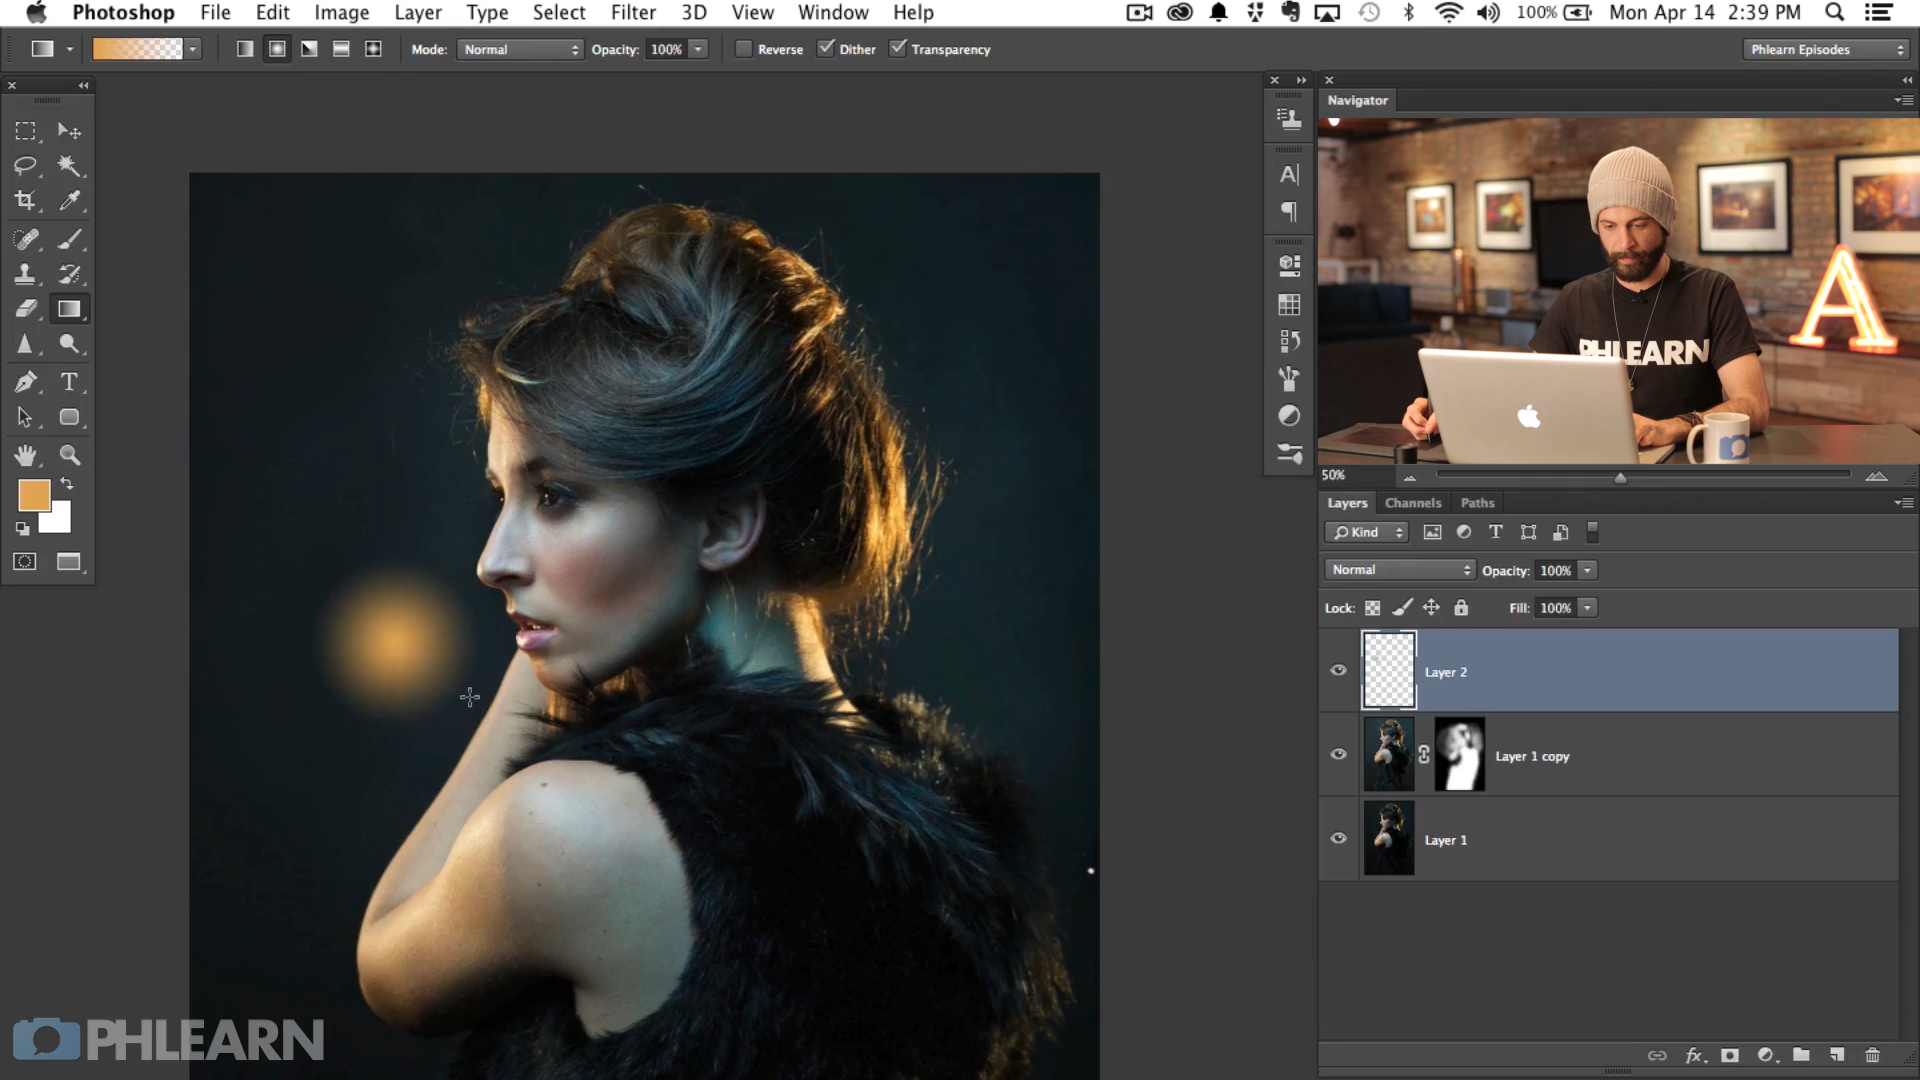 Photoshop File Edit Image Layer Type Select Filter 3D View Window Help 100% Mon Apr 14 2:39 PM
Mode: Normal Opacity: 100% Reverse Dither Transparency Phlearn Episodes
Navigator
A
PHLEARN
50%
Layers Channels Paths
Kind
Normal Opacity: 100%
Lock: Fill: 100%
Layer 2
Layer 1 copy
Layer 1
PHLEARN